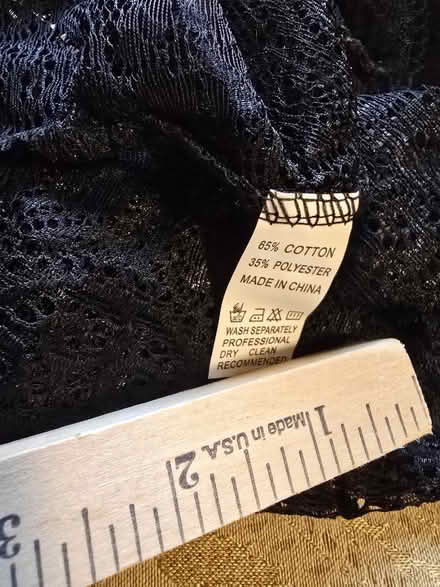 65% COTTON
35% POLYESTER
MADE IN CHINA
WASH SEPARATELY
PROFESSIONAL
DRY CLEAN
RECOMMENDED
1
Made in U.S.A.
2
3